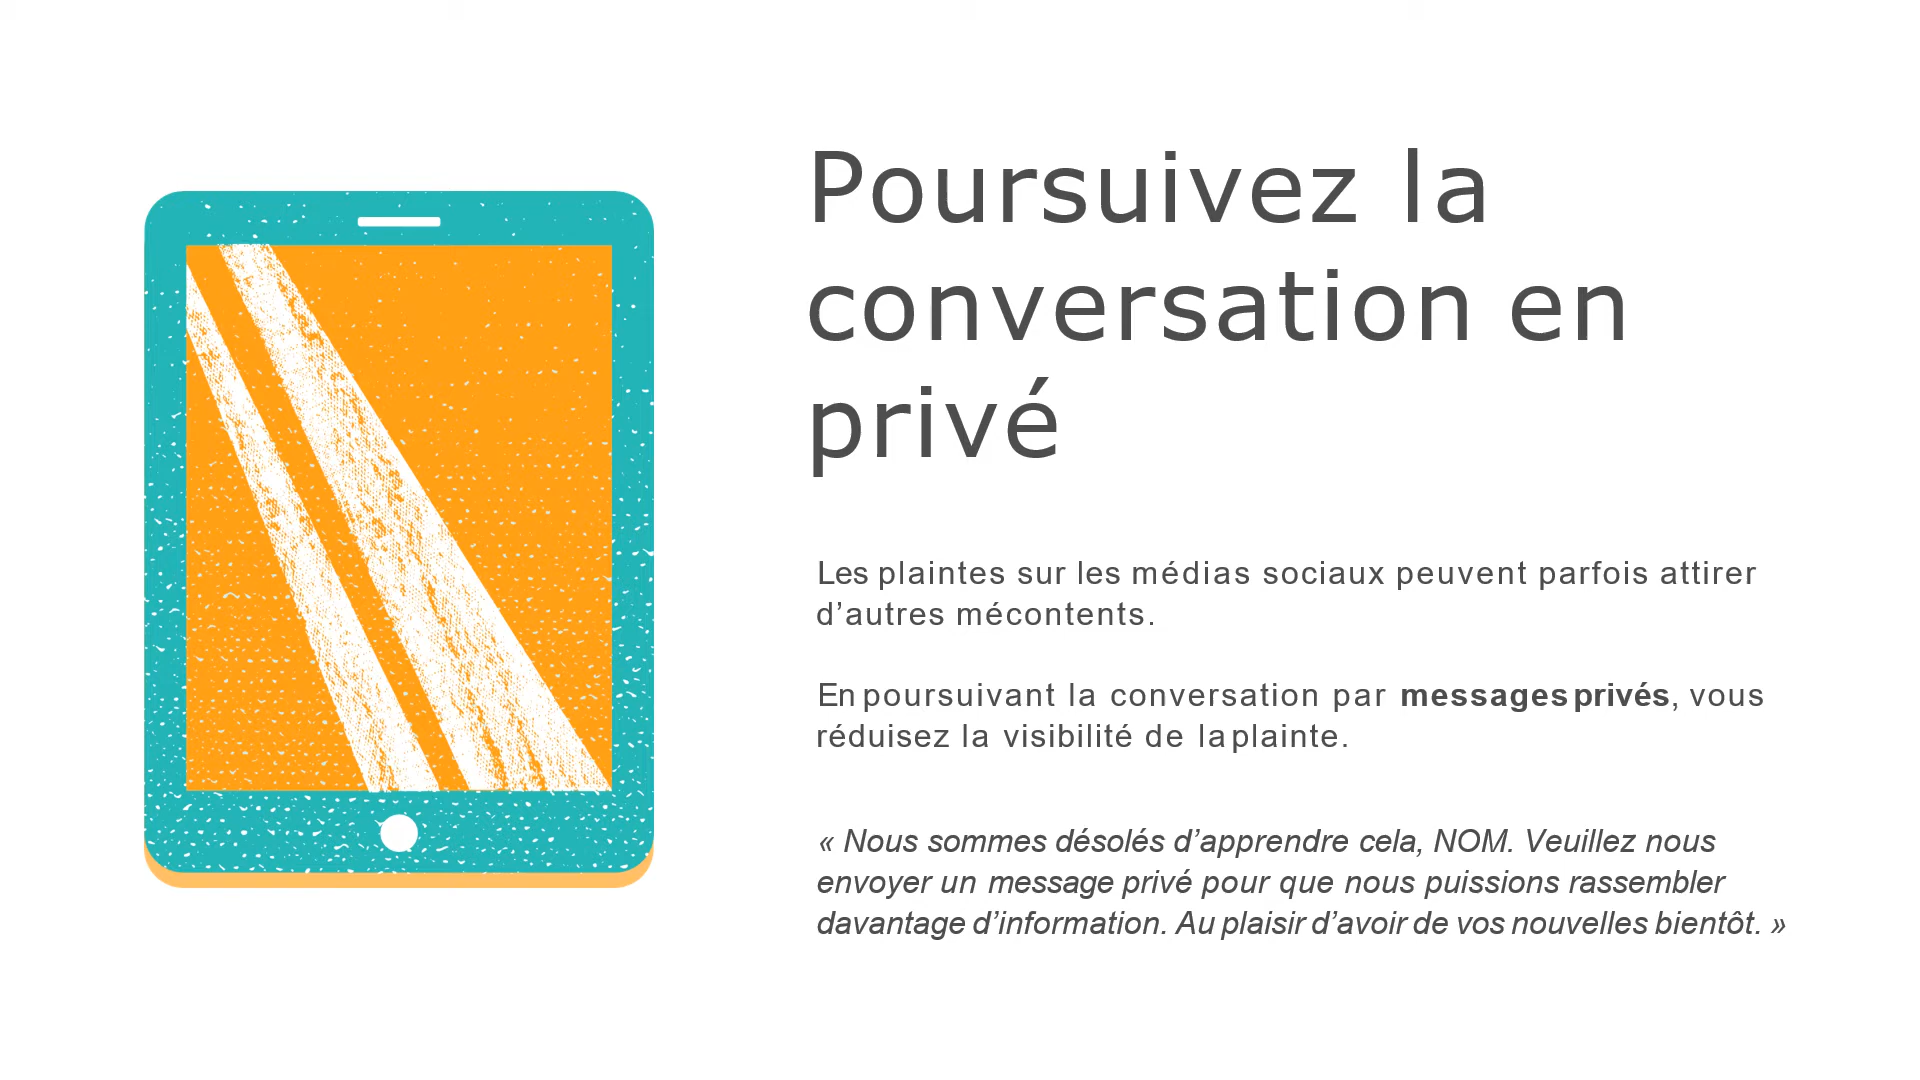 Poursuivez la
conversation en
privé
Les plaintes sur les médias sociaux peuvent parfois attirer
d’autres mécontents.
En poursuivant la conversation par messages privés, vous
réduisez la visibilité de la plainte.
« Nous sommes désolés d’apprendre cela, NOM. Veuillez nous
envoyer un message privé pour que nous puissions rassembler
davantage d’information. Au plaisir d’avoir de vos nouvelles bientôt. »